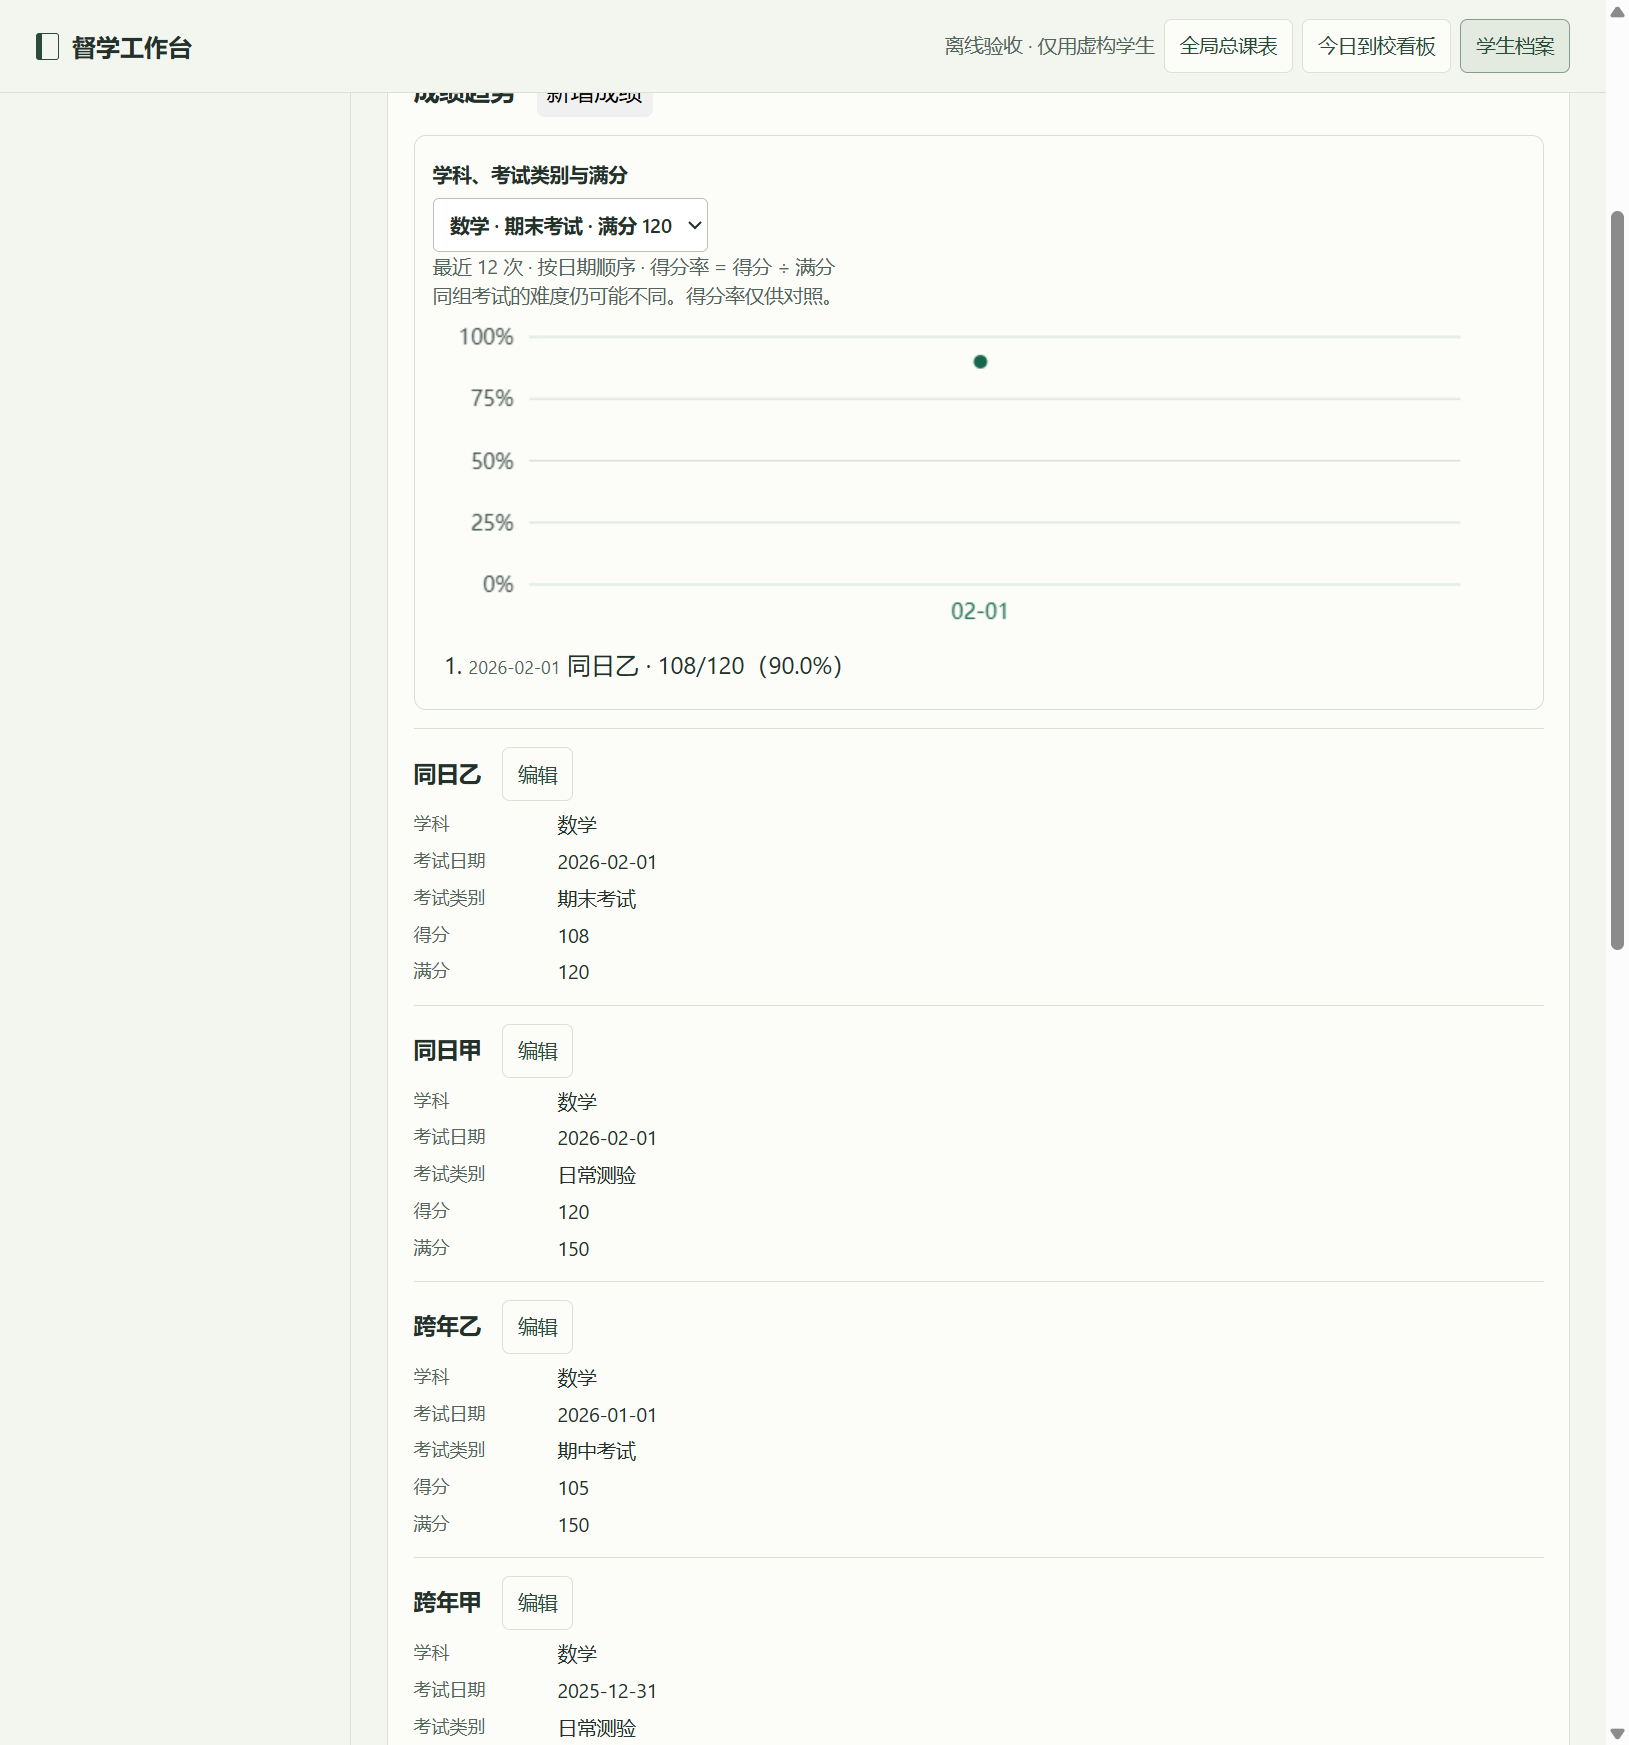 督学工作台
离线验收 · 仅用虚构学生
全局总课表
今日到校看板
学生档案
成绩趋势
新增成绩
学科、考试类别与满分
数学 · 期末考试 · 满分 120
最近 12 次 · 按日期顺序 · 得分率 = 得分 ÷ 满分
同组考试的难度仍可能不同。得分率仅供对照。
100%
75%
50%
25%
0%
02-01
1. 2026-02-01 同日乙 · 108/120（90.0%）
同日乙 编辑
学科 数学
考试日期 2026-02-01
考试类别 期末考试
得分 108
满分 120
同日甲 编辑
学科 数学
考试日期 2026-02-01
考试类别 日常测验
得分 120
满分 150
跨年乙 编辑
学科 数学
考试日期 2026-01-01
考试类别 期中考试
得分 105
满分 150
跨年甲 编辑
学科 数学
考试日期 2025-12-31
考试类别 日常测验